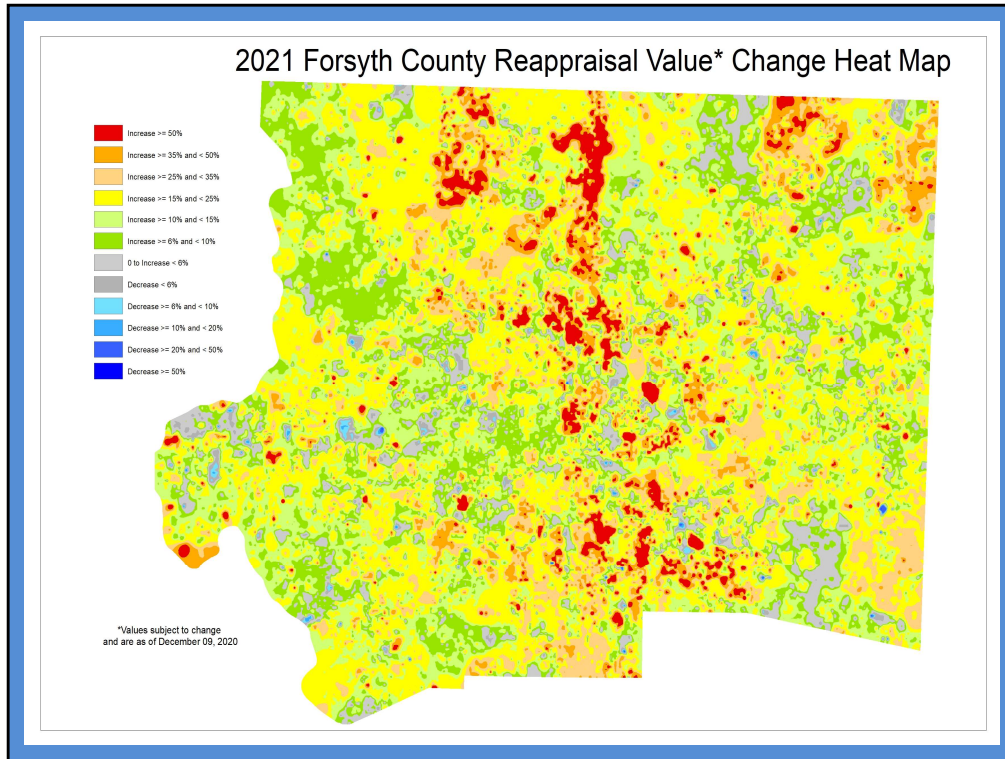 2021 Forsyth County Reappraisal Value* Change Heat Map
Increase >= 50%
Increase >= 35% and < 50%
Increase >= 25% and < 35%
Increase >= 15% and < 25%
Increase >= 10% and < 15%
Increase >= 6% and < 10%
0 to Increase < 6%
Decrease < 6%
Decrease >= 6% and < 10%
Decrease >= 10% and < 20%
Decrease >= 20% and < 50%
Decrease >= 50%
*Values subject to change
and are as of December 09, 2020